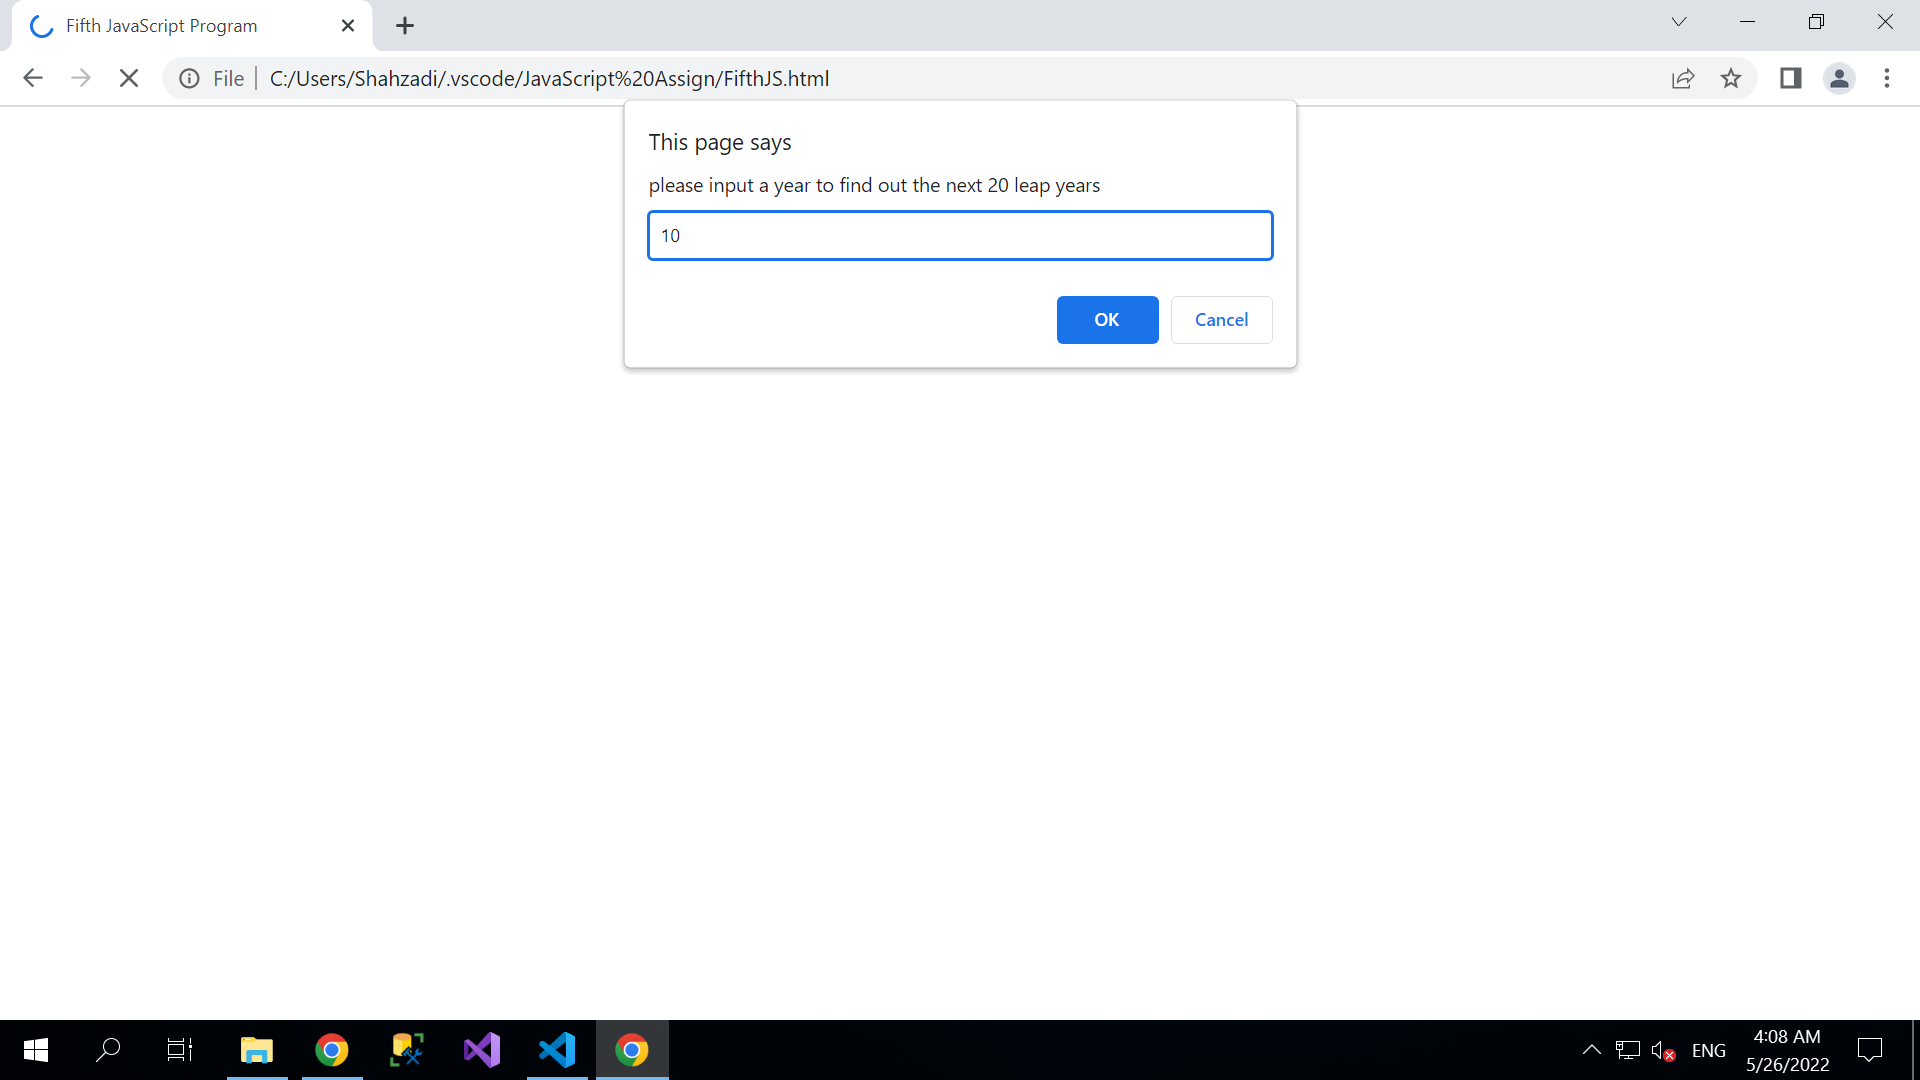 Fifth JavaScript Program
File
C:/Users/Shahzadi/.vscode/JavaScript%20Assign/FifthJS.html
This page says
please input a year to find out the next 20 leap years
10
OK
Cancel
ENG
4:08 AM
5/26/2022